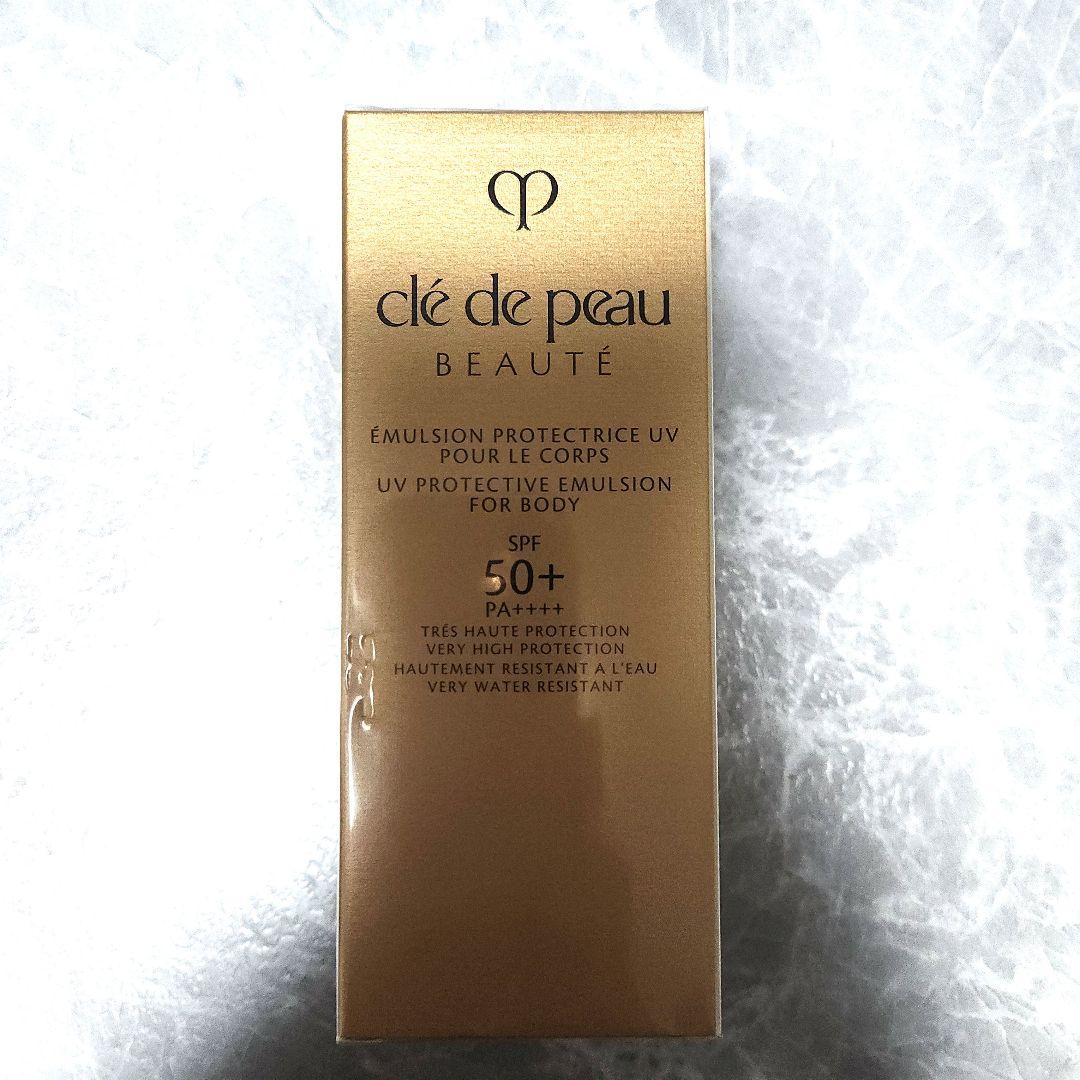 clé de peau
BEAUTÉ
ÉMULSION PROTECTRICE UV
POUR LE CORPS
UV PROTECTIVE EMULSION
FOR BODY
SPF
50+
PA++++
TRÉS HAUTE PROTECTION
VERY HIGH PROTECTION
HAUTEMENT RESISTANT A L'EAU
VERY WATER RESISTANT